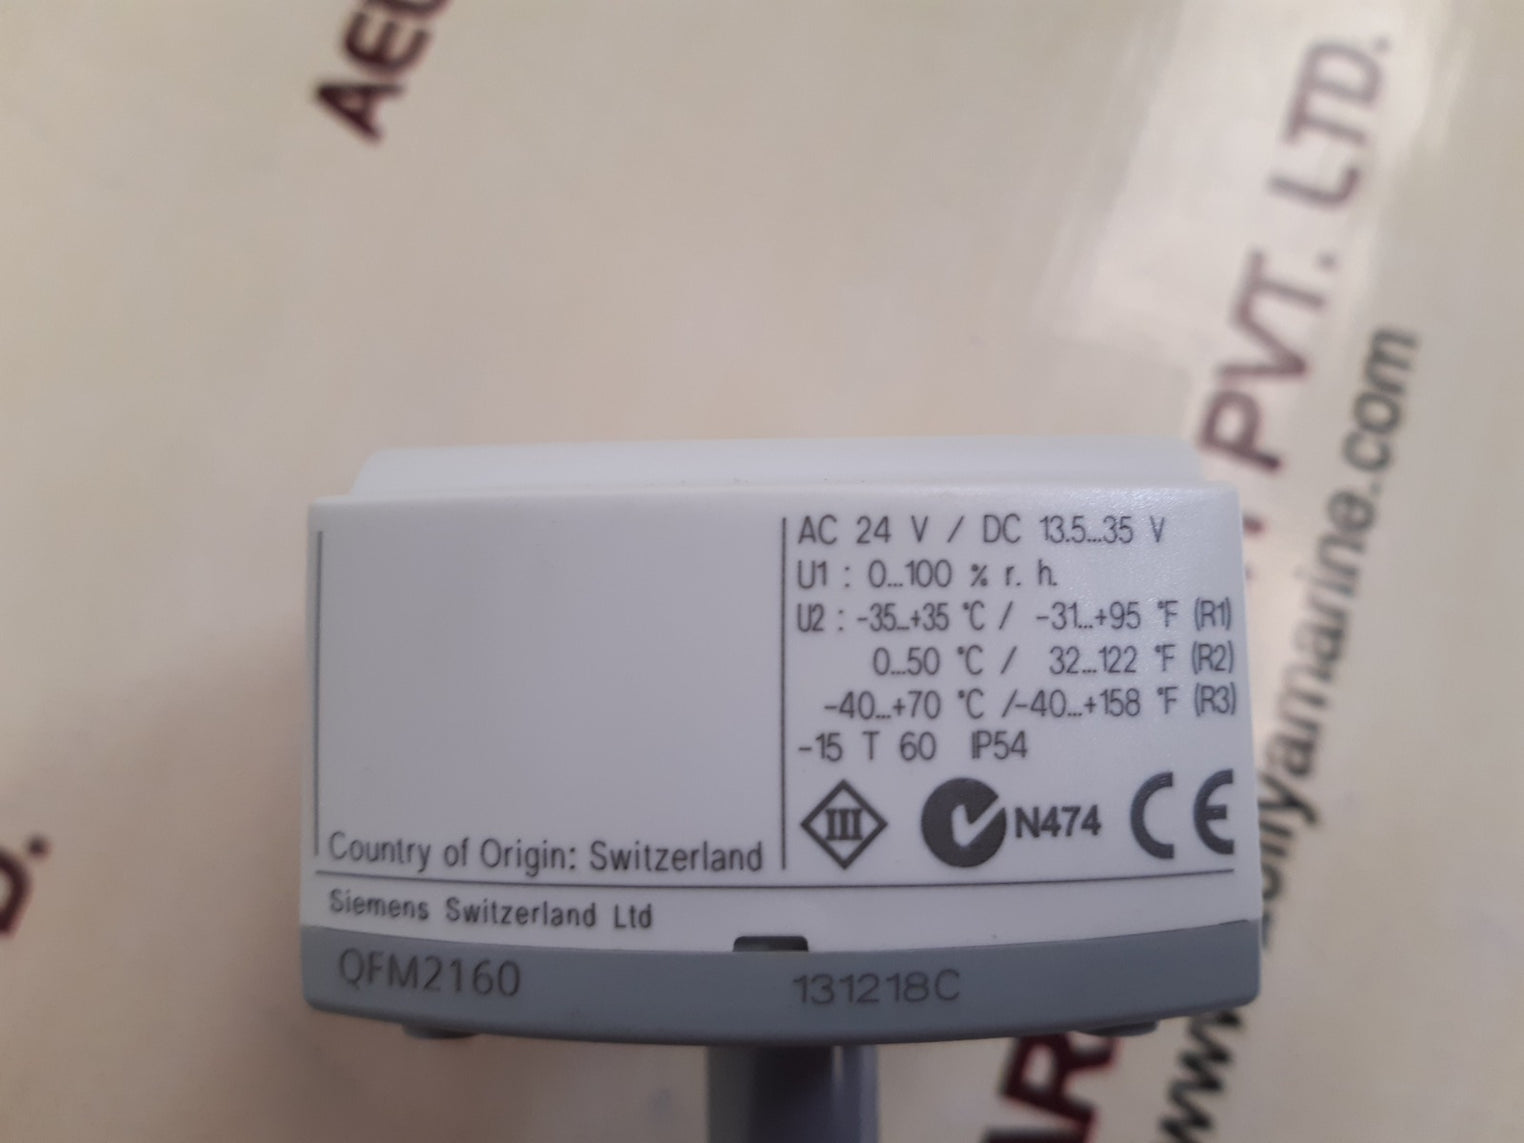 PVT. LTD.
AC 24 V / DC 13.5...35 V
U1 : 0...100 % r. h.
U2 : -35...+35 °C / -31...+95 °F (R1)
0...50 °C / 32...122 °F (R2)
-40...+70 °C /-40...+158 °F (R3)
-15 T 60 IP54
III
N474
CE
Country of Origin: Switzerland
Siemens Switzerland Ltd
QFM2160
131218C